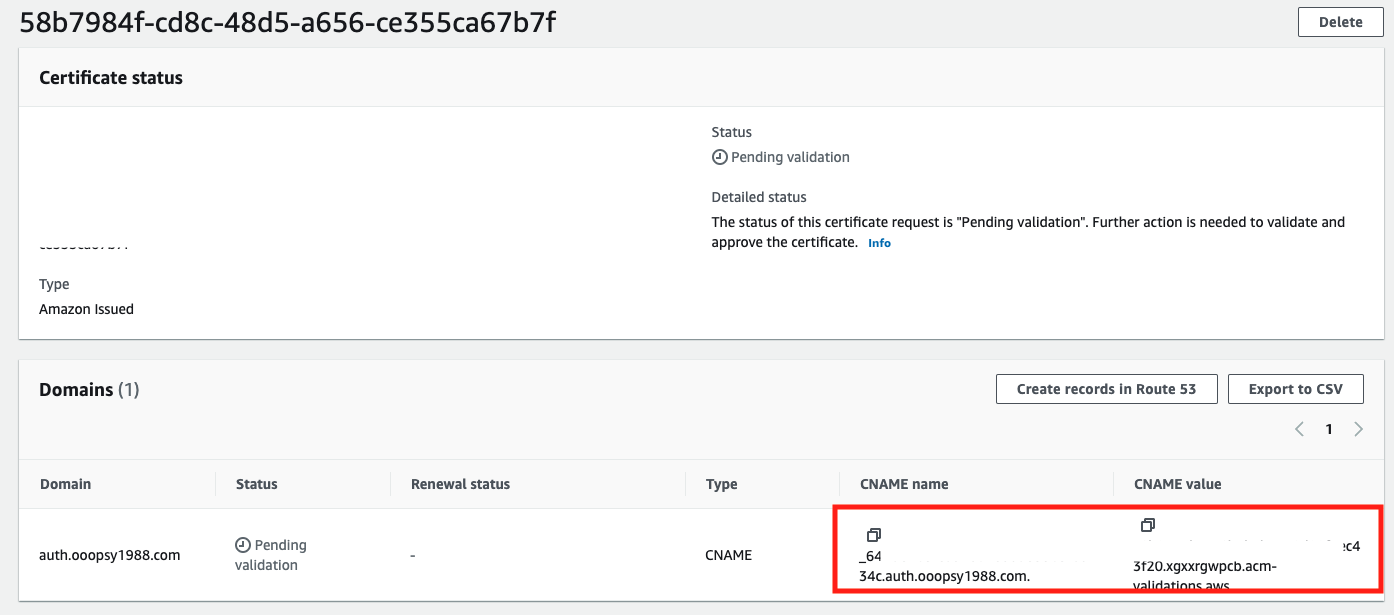 58b7984f-cd8c-48d5-a656-ce355ca67b7f
Delete
Certificate status
Status
Pending validation
Detailed status
The status of this certificate request is "Pending validation". Further action is needed to validate and
approve the certificate. Info
Type
Amazon Issued
Domains (1)
Create records in Route 53
Export to CSV
1
Domain Status Renewal status Type CNAME name CNAME value
auth.ooopsy1988.com
Pending
validation
-
CNAME
_64
34c.auth.ooopsy1988.com.
ec4
3f20.xgxxrgwpcb.acm-
validations.aws